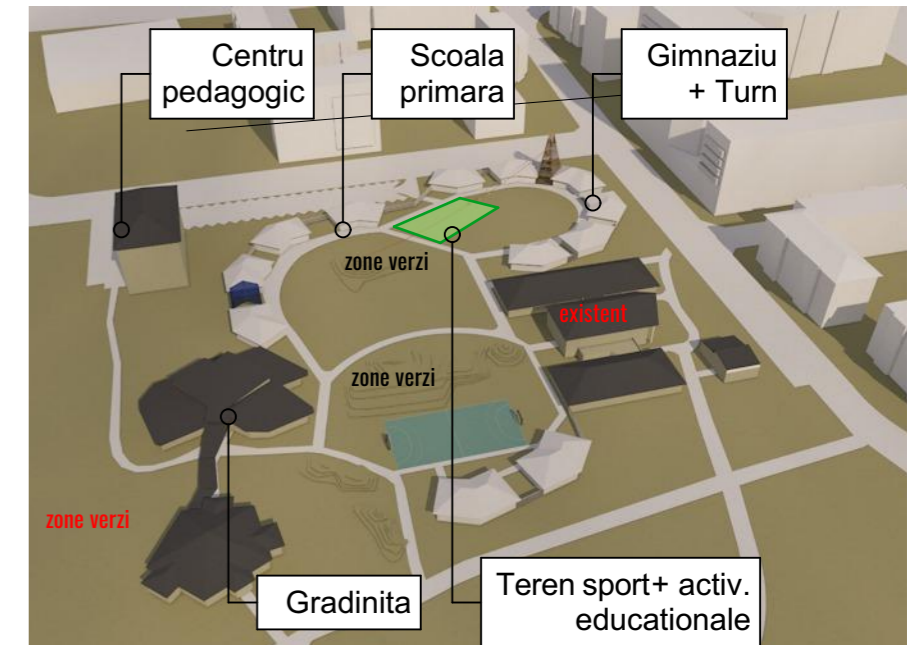 Centru
pedagogic
Scoala
primara
Gimnaziu
+ Turn
zone verzi
existent
zone verzi
zone verzi
Gradinita
Teren sport+ activ.
educationale